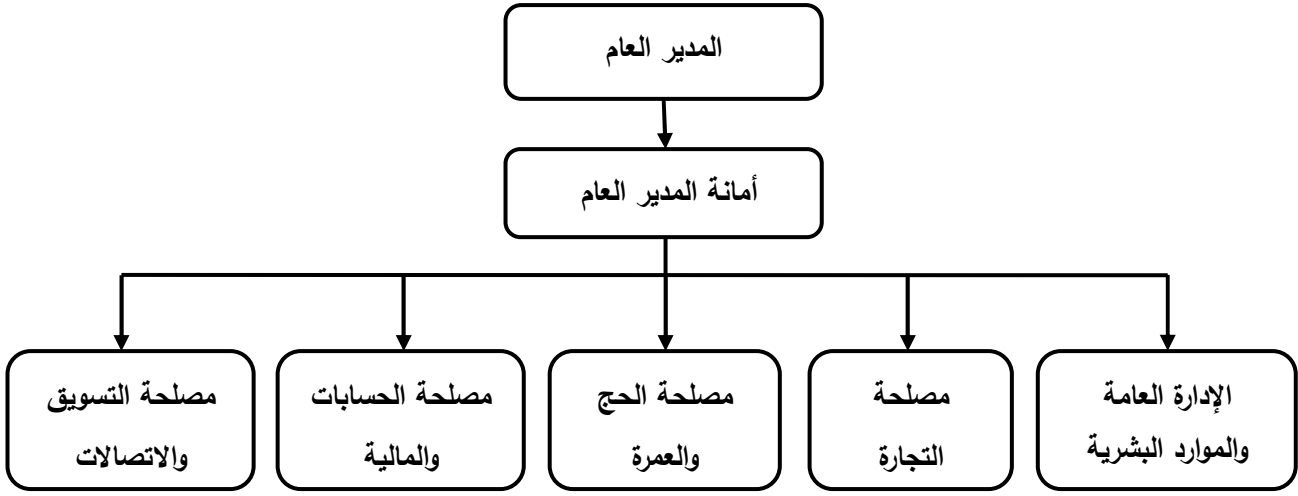 المدير العام
أمانة المدير العام
الإدارة العامة
والموارد البشرية
مصلحة
التجارة
مصلحة الحج
والعمرة
مصلحة الحسابات
والمالية
مصلحة التسويق
والاتصالات